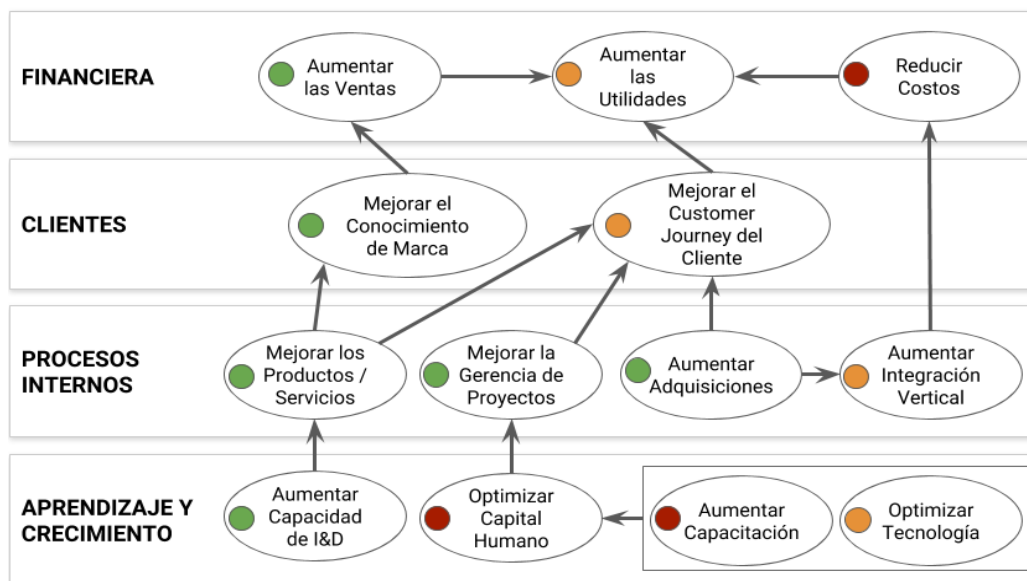 FINANCIERA
Aumentar
las Ventas
Aumentar
las
Utilidades
Reducir
Costos
CLIENTES
Mejorar el
Conocimiento
de Marca
Mejorar el
Customer
Journey del
Cliente
PROCESOS
INTERNOS
Mejorar los
Productos /
Servicios
Mejorar la
Gerencia de
Proyectos
Aumentar
Adquisiciones
Aumentar
Integración
Vertical
APRENDIZAJE Y
CRECIMIENTO
Aumentar
Capacidad
de I&D
Optimizar
Capital
Humano
Aumentar
Capacitación
Optimizar
Tecnología